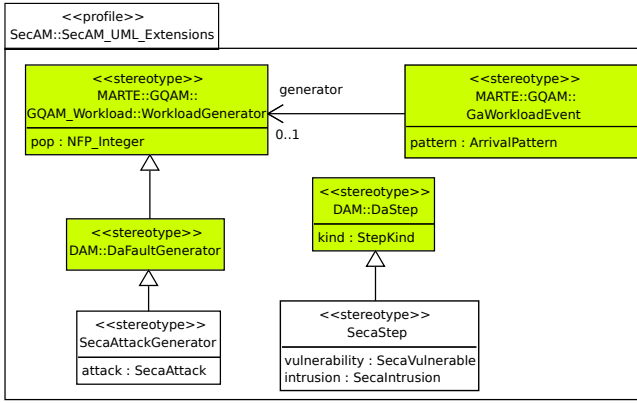 <<profile>>
SecAM::SecAM_UML_Extensions
<<stereotype>>
MARTE::GQAM::
GQAM_Workload::WorkloadGenerator
pop : NFP_Integer
generator
0..1
<<stereotype>>
MARTE::GQAM::
GaWorkloadEvent
pattern : ArrivalPattern
<<stereotype>>
DAM::DaFaultGenerator
<<stereotype>>
DAM::DaStep
kind : StepKind
<<stereotype>>
SecaAttackGenerator
attack : SecaAttack
<<stereotype>>
SecaStep
vulnerability : SecaVulnerable
intrusion : SecaIntrusion